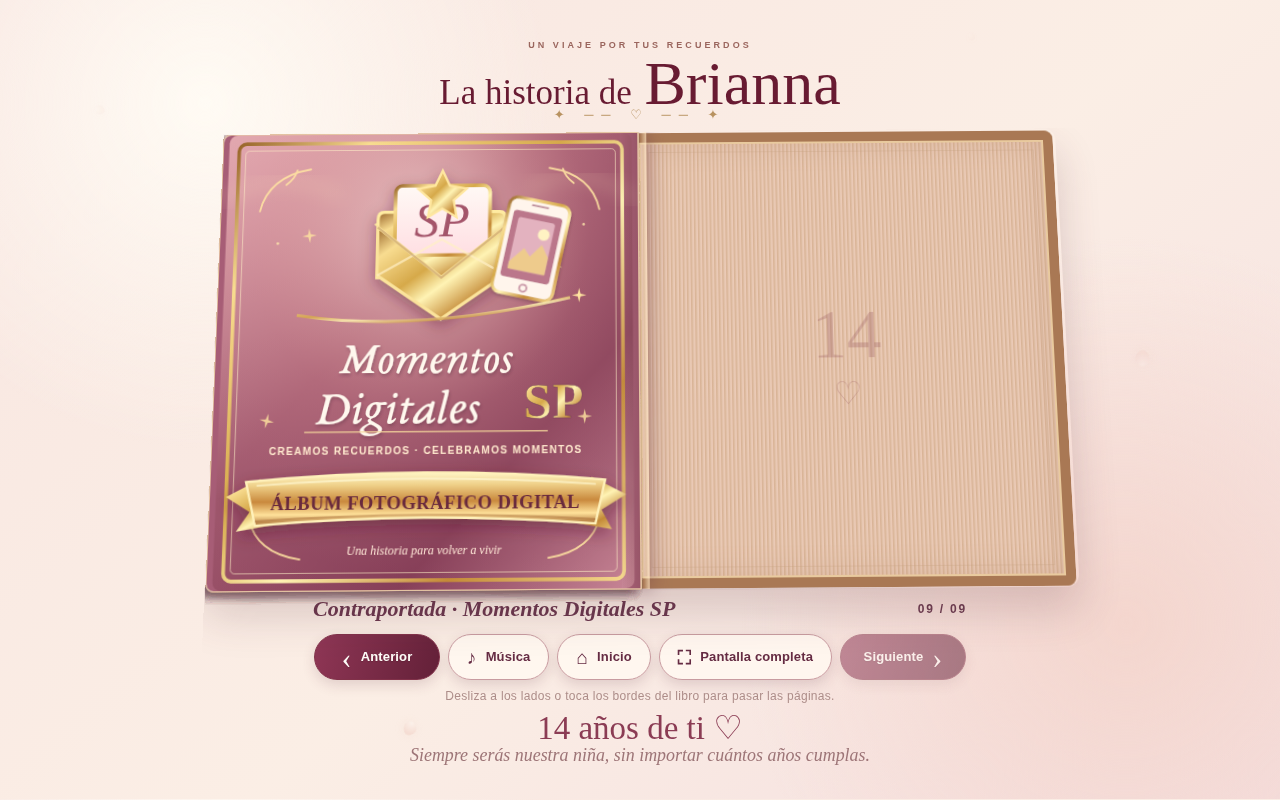 UN VIAJE POR TUS RECUERDOS
La historia de Brianna
SP
Momentos
Digitales SP
CREAMOS RECUERDOS · CELEBRAMOS MOMENTOS
ÁLBUM FOTOGRÁFICO DIGITAL
Una historia para volver a vivir
14
Contraportada · Momentos Digitales SP
09 / 09
‹ Anterior
♪ Música
⌂ Inicio
Pantalla completa
Siguiente ›
Desliza a los lados o toca los bordes del libro para pasar las páginas.
14 años de ti ♡
Siempre serás nuestra niña, sin importar cuántos años cumplas.